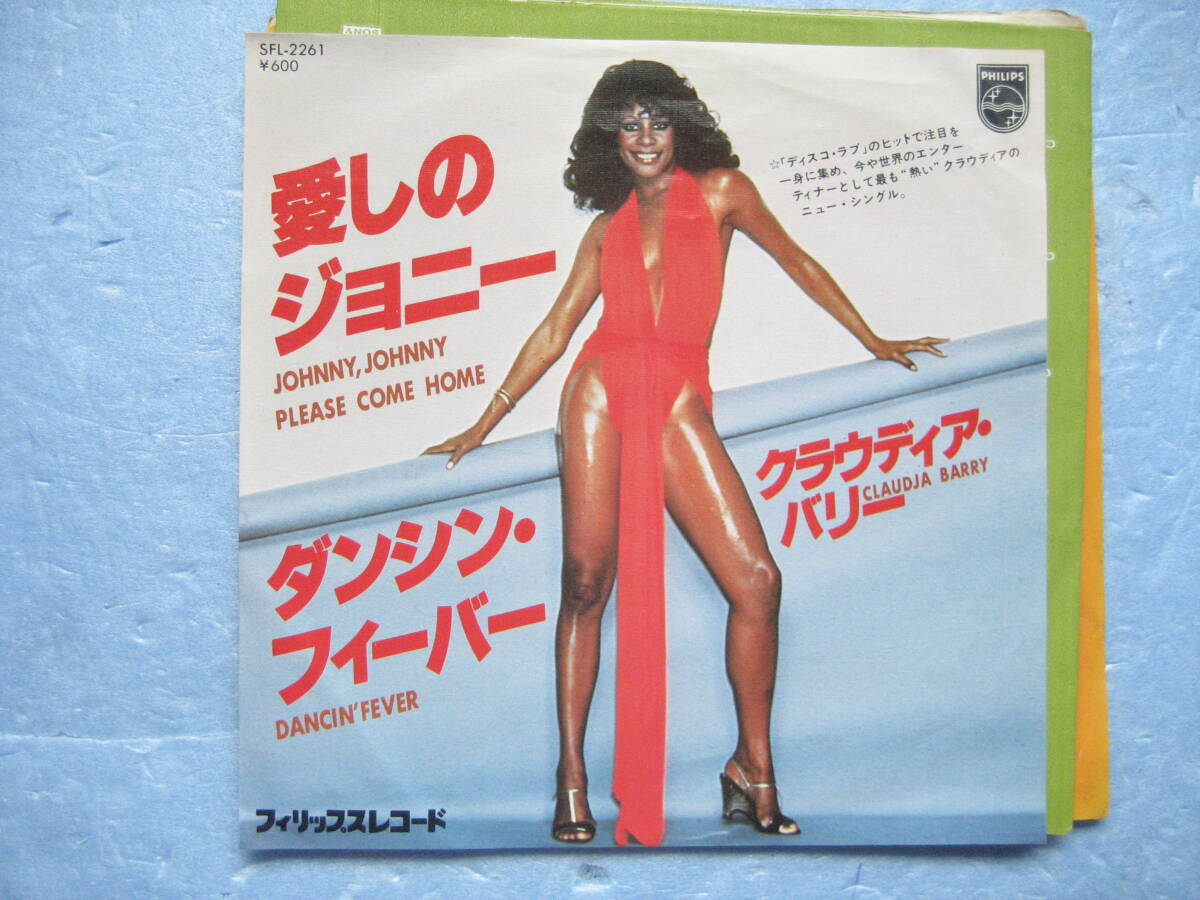 SONY
SFL-2261
¥600
PHILIPS
☆「ディスコ・ラブ」のヒットで注目を
一身に集め、今や世界のエンター
ティナーとして最も“熱い”クラウディアの
ニュー・シングル。
愛しの
ジョニー
JOHNNY, JOHNNY
PLEASE COME HOME
クラウディア・
バリー
CLAUDJA BARRY
ダンシン・
フィーバー
DANCIN' FEVER
フィリップスレコード